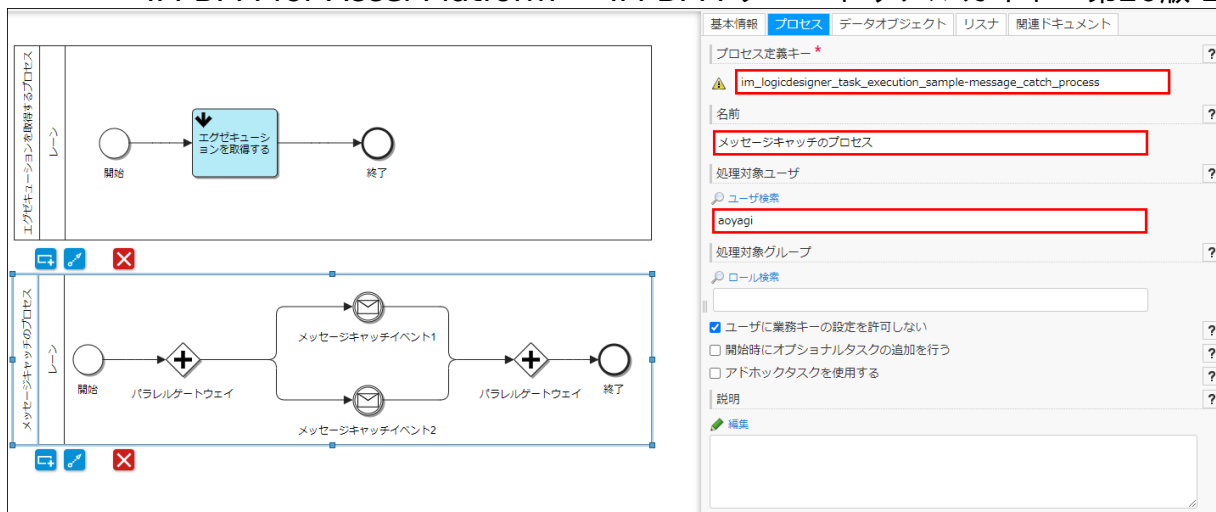 基本情報 プロセス データオブジェクト リスナ 関連ドキュメント
プロセス定義キー *
?
im_logicdesigner_task_execution_sample-message_catch_process
名前
?
メッセージキャッチのプロセス
処理対象ユーザ
?
ユーザ検索
aoyagi
処理対象グループ
?
ロール検索
ユーザに業務キーの設定を許可しない
?
開始時にオプショナルタスクの追加を行う
?
アドホックタスクを使用する
?
説明
?
編集
エグゼキューションを取得するプロセス
レーン
開始
エグゼキューシ
ョンを取得する
終了
メッセージキャッチのプロセス
レーン
開始
パラレルゲートウェイ
メッセージキャッチイベント1
メッセージキャッチイベント2
パラレルゲートウェイ
終了